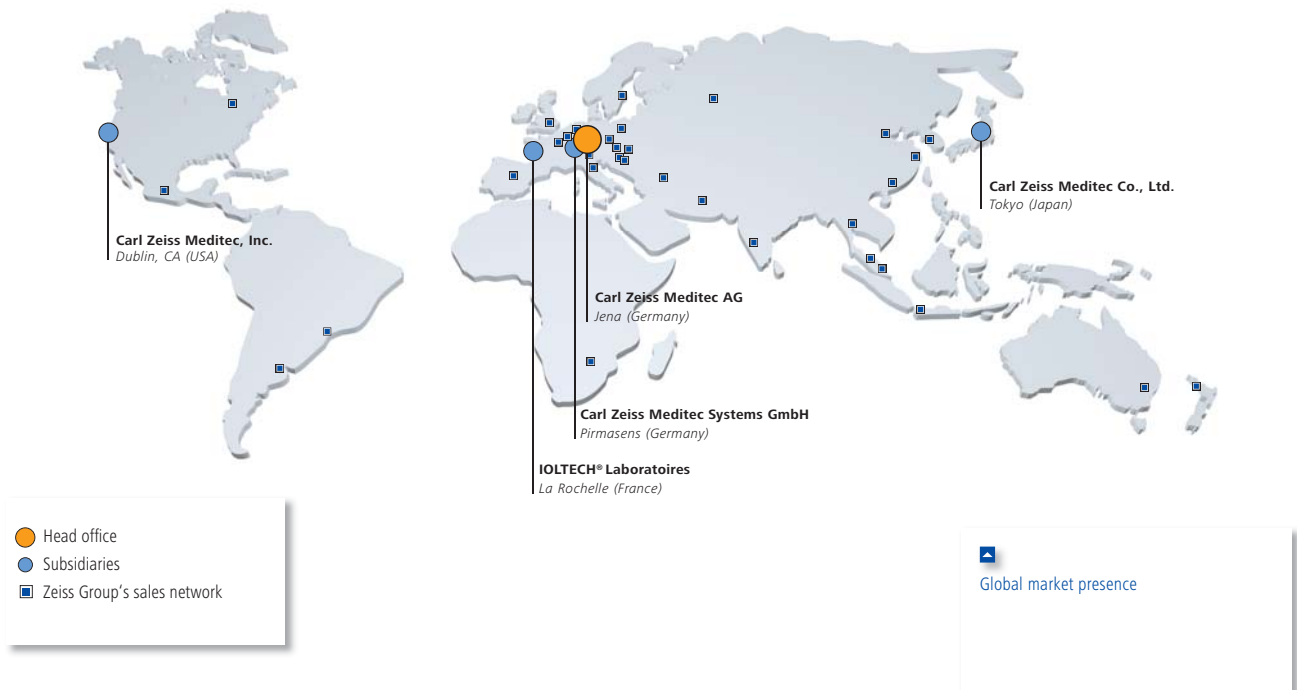 Carl Zeiss Meditec Co., Ltd.
Tokyo (Japan)
Carl Zeiss Meditec, Inc.
Dublin, CA (USA)
Carl Zeiss Meditec AG
Jena (Germany)
Carl Zeiss Meditec Systems GmbH
Pirmasens (Germany)
IOLTECH® Laboratoires
La Rochelle (France)
Head office
Subsidiaries
Zeiss Group's sales network
Global market presence